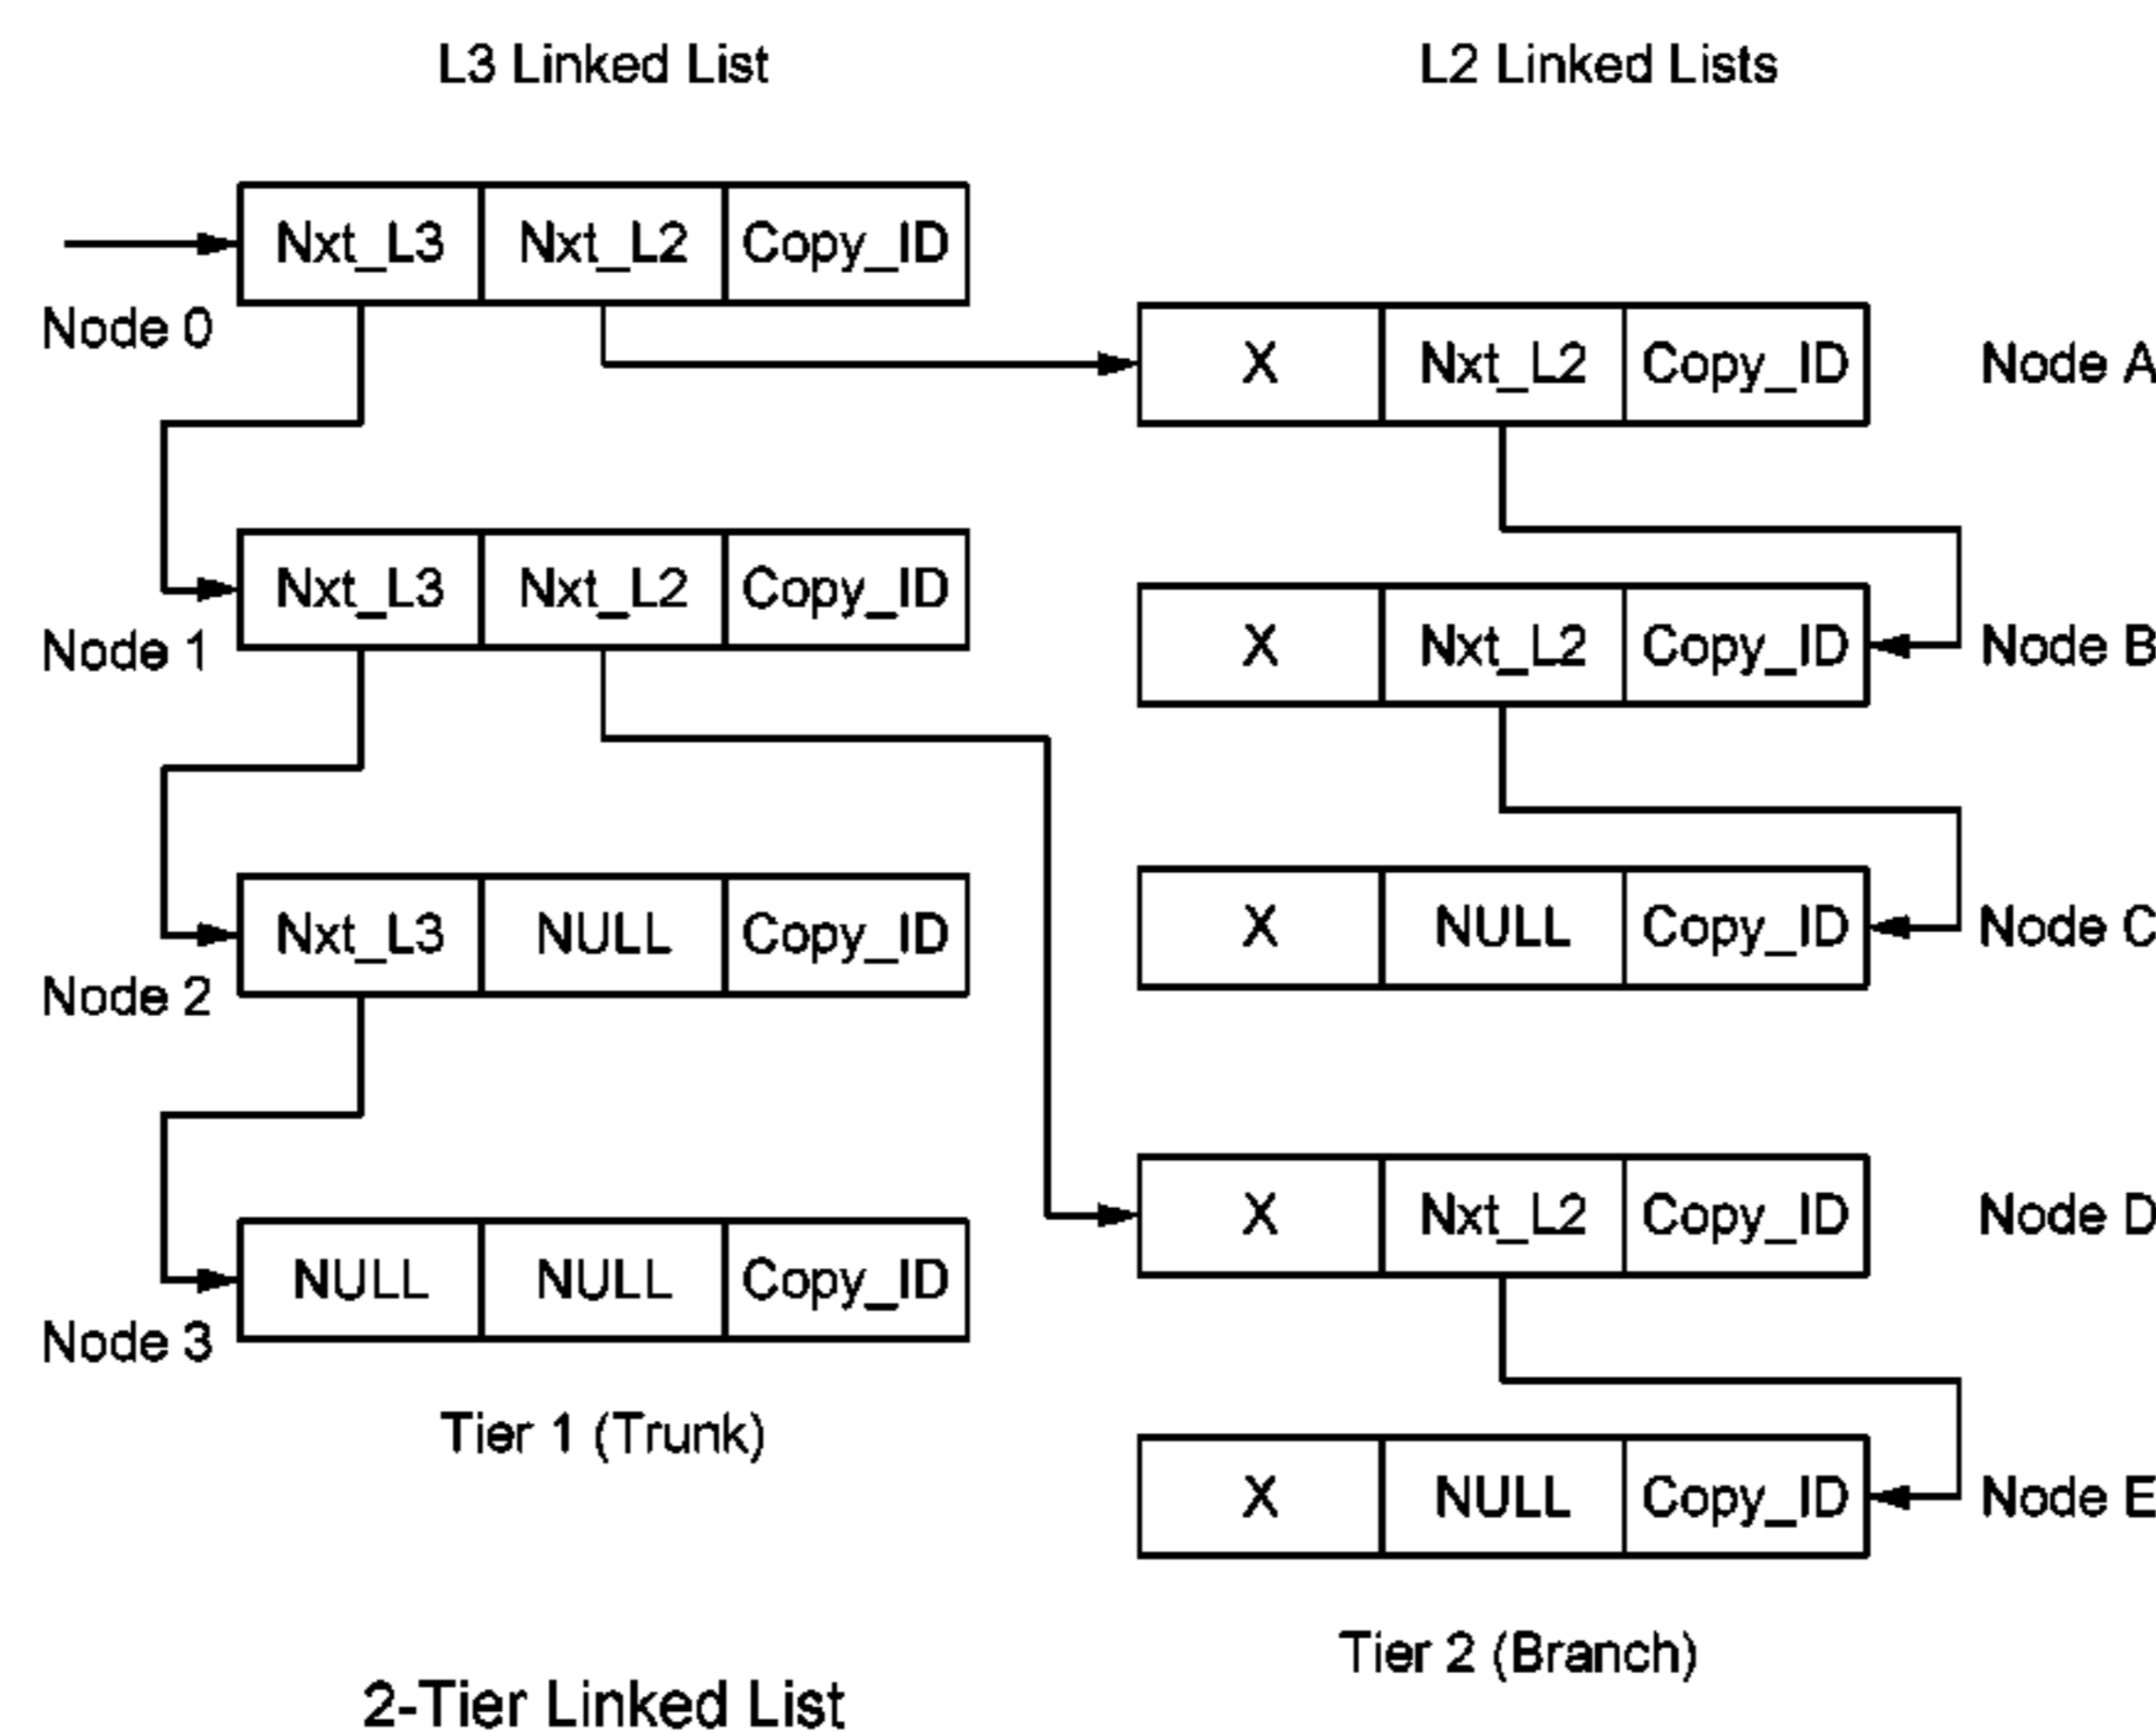 L3 Linked List
L2 Linked Lists
Nxt_L3 Nxt_L2 Copy_ID
Node 0
X Nxt_L2 Copy_ID Node A
Nxt_L3 Nxt_L2 Copy_ID
Node 1
X Nxt_L2 Copy_ID Node B
Nxt_L3 NULL Copy_ID
Node 2
X NULL Copy_ID Node C
X Nxt_L2 Copy_ID Node D
NULL NULL Copy_ID
Node 3
Tier 1 (Trunk)
X NULL Copy_ID Node E
Tier 2 (Branch)
2-Tier Linked List